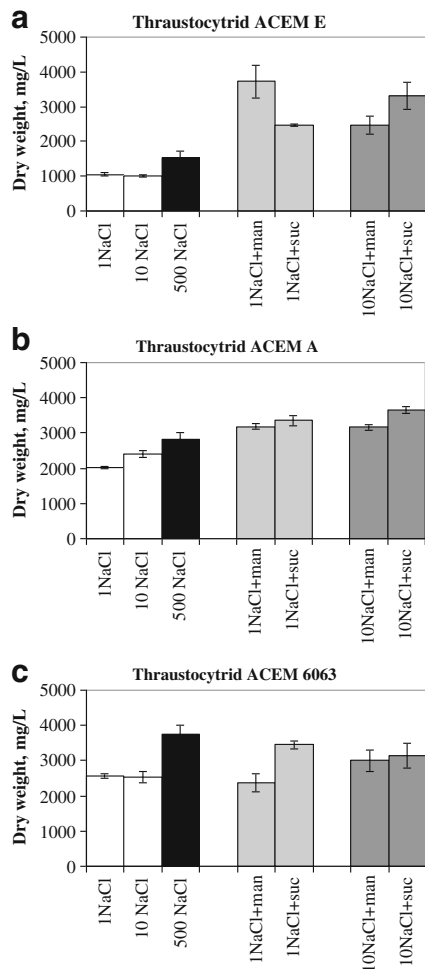 a
Thraustocytrid ACEM E
Dry weight, mg/L
5000
4000
3000
2000
1000
0
1NaCl
10 NaCl
500 NaCl
1NaCl+man
1NaCl+suc
10NaCl+man
10NaCl+suc
b
Thraustocytrid ACEM A
Dry weight, mg/L
5000
4000
3000
2000
1000
0
1NaCl
10 NaCl
500 NaCl
1NaCl+man
1NaCl+suc
10NaCl+man
10NaCl+suc
c
Thraustocytrid ACEM 6063
Dry weight, mg/L
5000
4000
3000
2000
1000
0
1NaCl
10 NaCl
500 NaCl
1NaCl+man
1NaCl+suc
10NaCl+man
10NaCl+suc